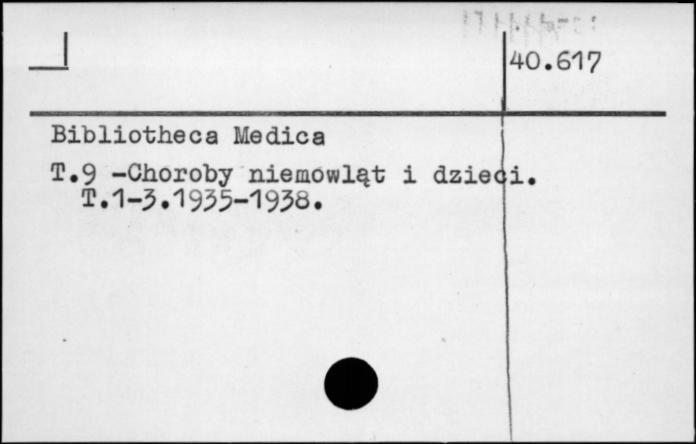 40.617
Bibliotheca Medica
T.9 -Choroby niemowląt i dzieci.
T.1-3.1935-1938.